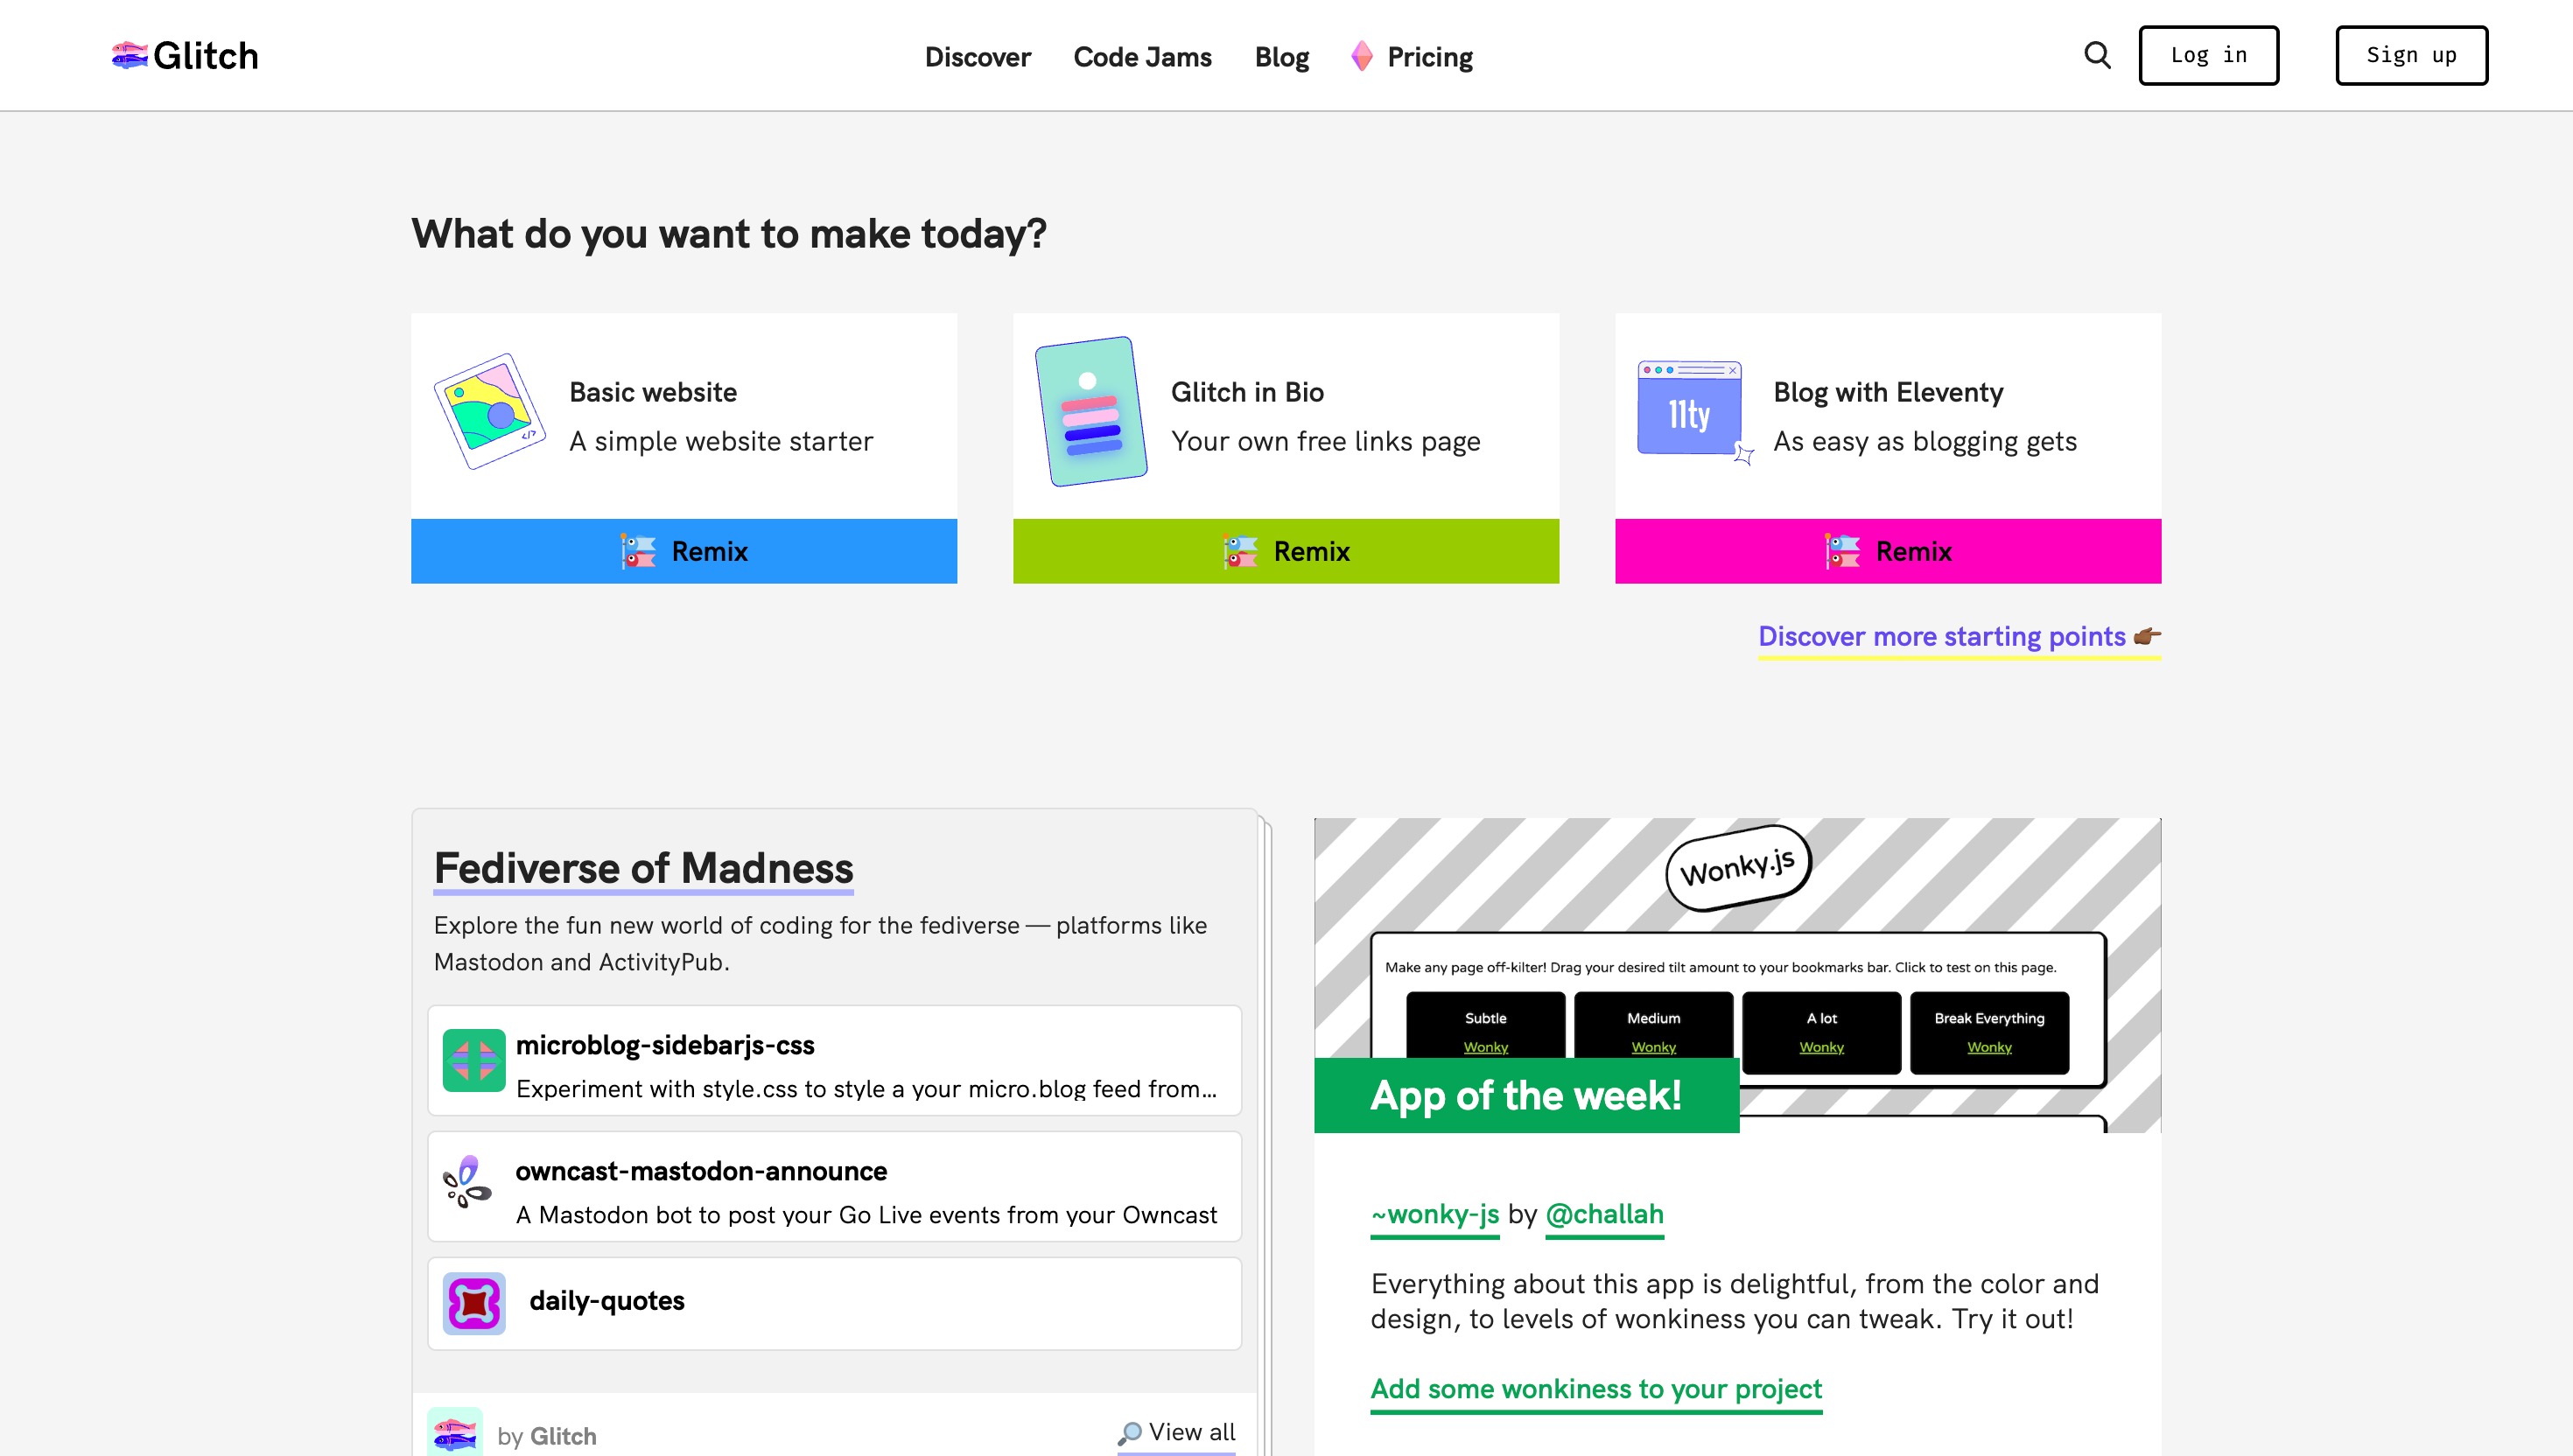 Glitch
Discover
Code Jams
Blog
Pricing
Log in
Sign up
What do you want to make today?
Basic website
A simple website starter
Remix
Glitch in Bio
Your own free links page
Remix
11ty
Blog with Eleventy
As easy as blogging gets
Remix
Discover more starting points
Fediverse of Madness
Explore the fun new world of coding for the fediverse — platforms like
Mastodon and ActivityPub.
microblog-sidebarjs-css
Experiment with style.css to style a your micro.blog feed from...
owncast-mastodon-announce
A Mastodon bot to post your Go Live events from your Owncast
daily-quotes
by Glitch
View all
Wonky.js
Make any page off-kilter! Drag your desired tilt amount to your bookmarks bar. Click to test on this page.
Subtle
Wonky
Medium
Wonky
A lot
Wonky
Break Everything
Wonky
App of the week!
~wonky-js by @challah
Everything about this app is delightful, from the color and
design, to levels of wonkiness you can tweak. Try it out!
Add some wonkiness to your project